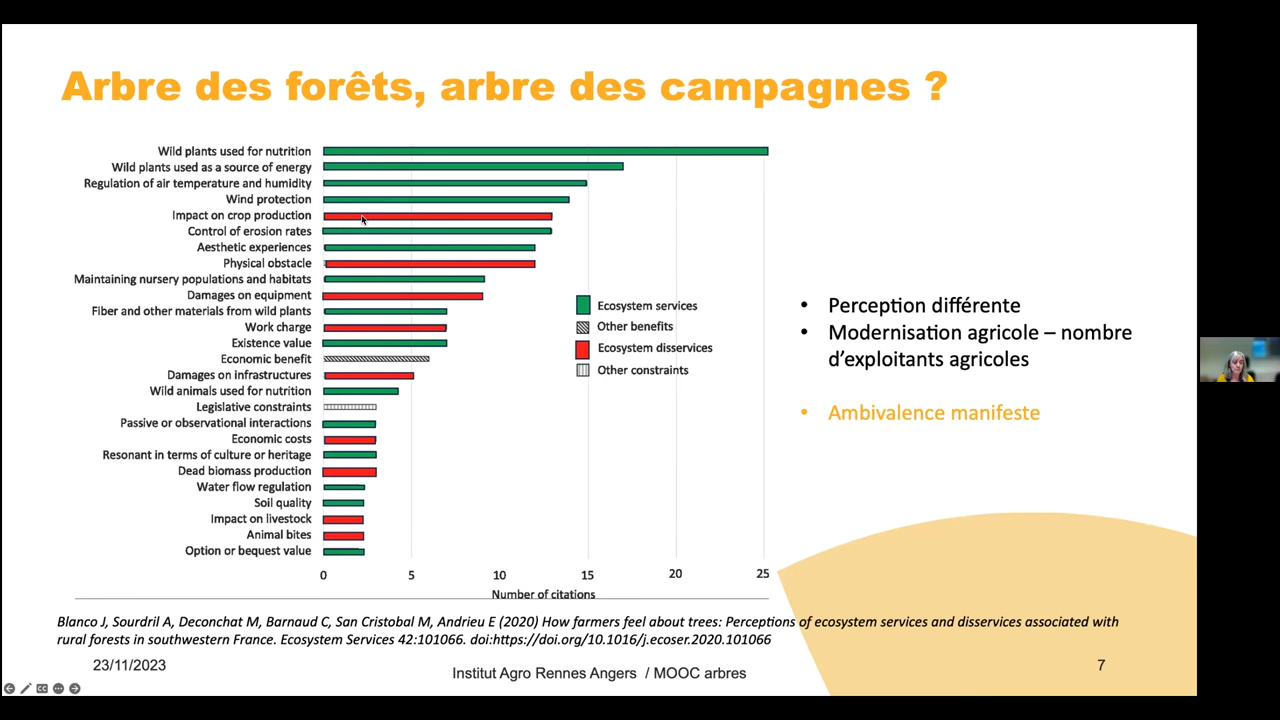 Arbre des forêts, arbre des campagnes ?
Wild plants used for nutrition
Wild plants used as a source of energy
Regulation of air temperature and humidity
Wind protection
Impact on crop production
Control of erosion rates
Aesthetic experiences
Physical obstacle
Maintaining nursery populations and habitats
Damages on equipment
Fiber and other materials from wild plants
Work charge
Existence value
Economic benefit
Damages on infrastructures
Wild animals used for nutrition
Legislative constraints
Passive or observational interactions
Economic costs
Resonant in terms of culture or heritage
Dead biomass production
Water flow regulation
Soil quality
Impact on livestock
Animal bites
Option or bequest value
0 5 10 15 20 25
Number of citations
Ecosystem services
Other benefits
Ecosystem disservices
Other constraints
• Perception différente
• Modernisation agricole – nombre
d’exploitants agricoles
• Ambivalence manifeste
Blanco J, Sourdril A, Deconchat M, Barnaud C, San Cristobal M, Andrieu E (2020) How farmers feel about trees: Perceptions of ecosystem services and disservices associated with
rural forests in southwestern France. Ecosystem Services 42:101066. doi:https://doi.org/10.1016/j.ecoser.2020.101066
23/11/2023
Institut Agro Rennes Angers / MOOC arbres
7